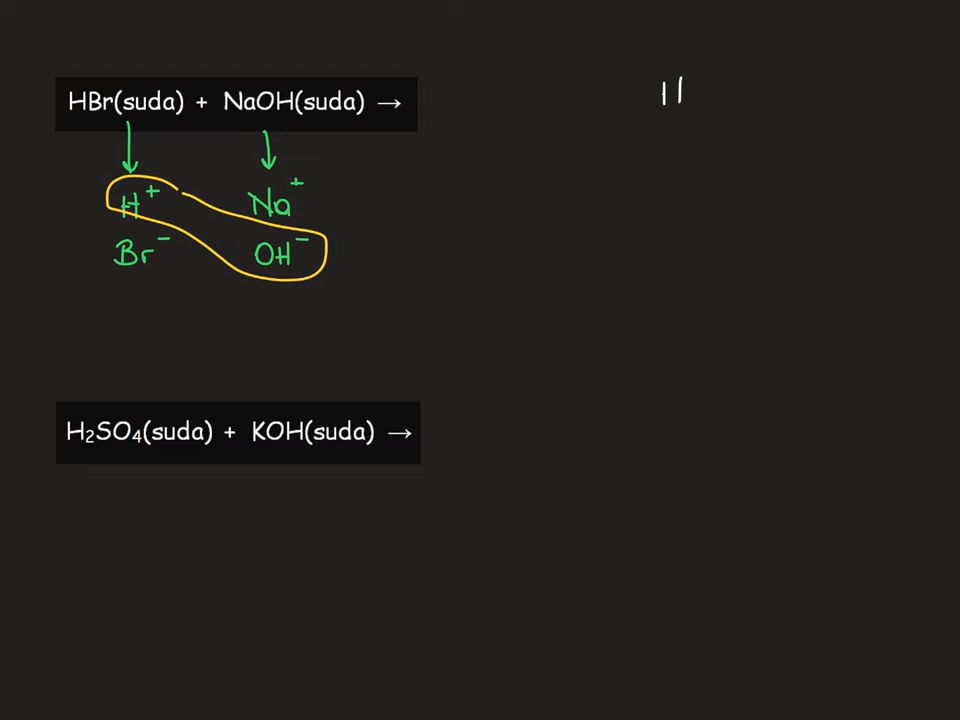 HBr(suda) + NaOH(suda) →
H⁺ Na⁺
Br⁻ OH⁻
H₂SO₄(suda) + KOH(suda) →